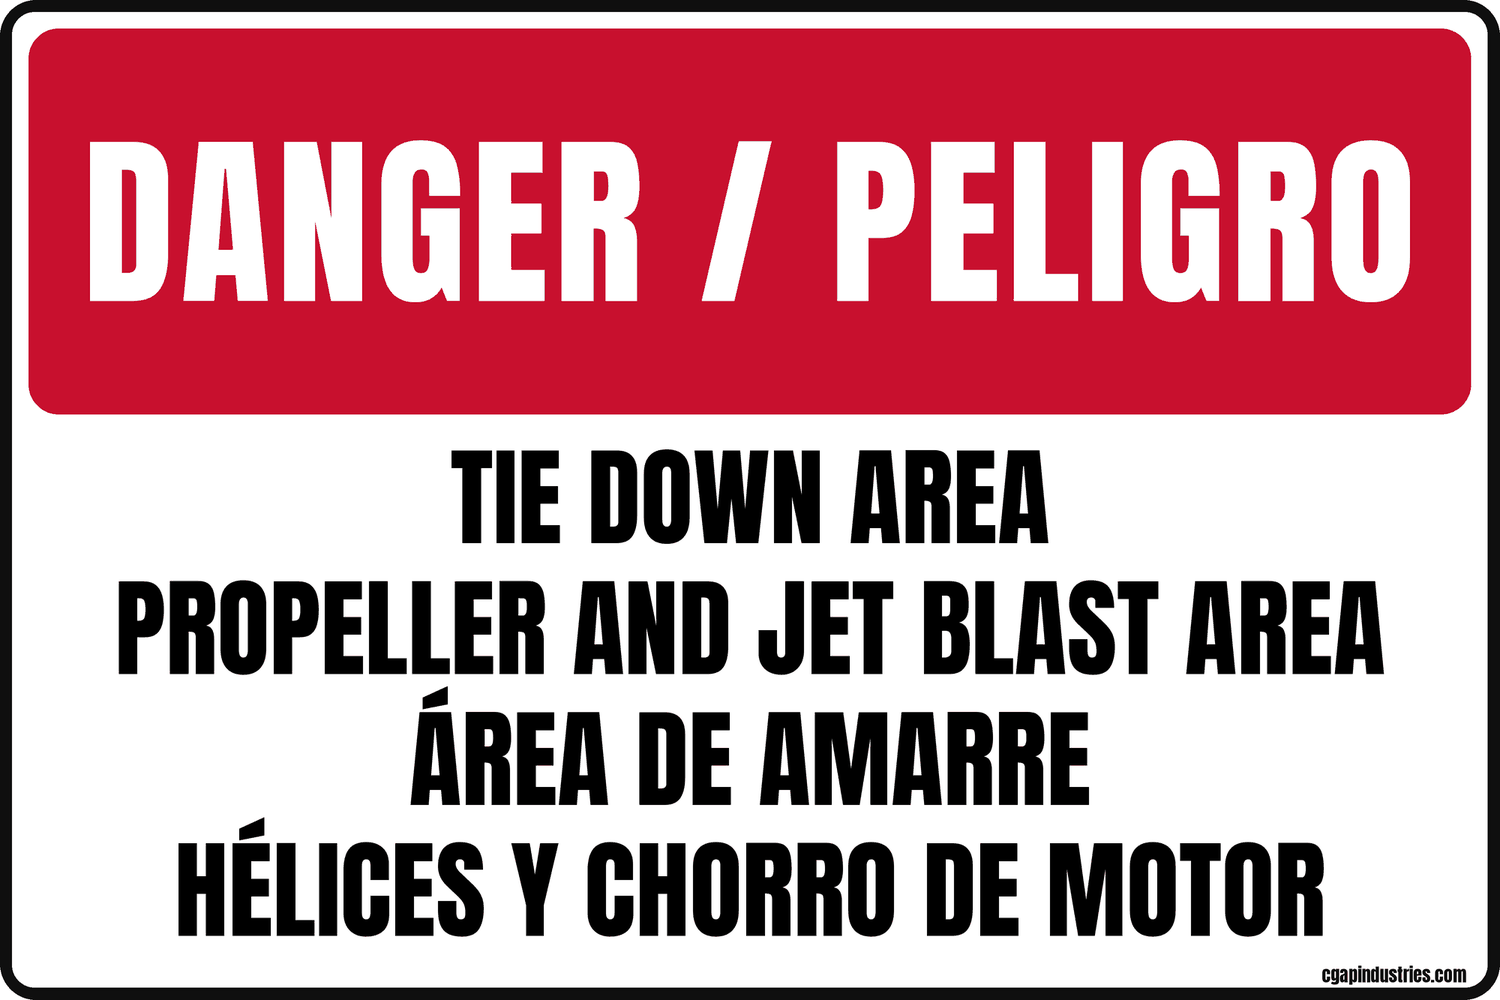 DANGER / PELIGRO
TIE DOWN AREA
PROPELLER AND JET BLAST AREA
ÁREA DE AMARRE
HÉLICES Y CHORRO DE MOTOR
cgapindustries.com